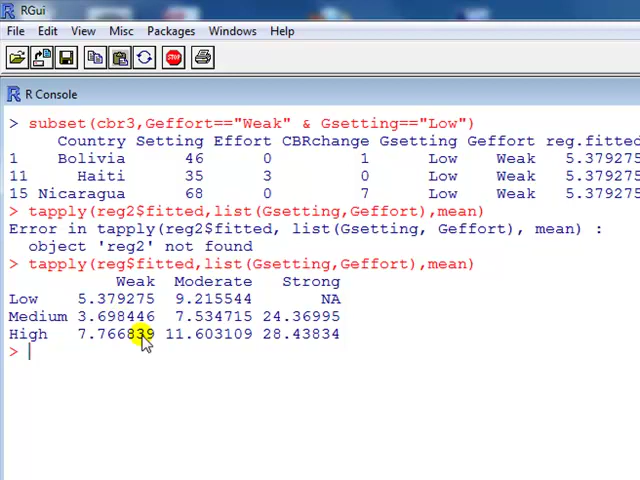 RGui
File Edit View Misc Packages Windows Help
STOP
R Console
> subset(cbr3,Geffort=="Weak" & Gsetting=="Low")
Country Setting Effort CBRchange Gsetting Geffort reg.fitted
1 Bolivia 46 0 1 Low Weak 5.379275
11 Haiti 35 3 0 Low Weak 5.379275
15 Nicaragua 68 0 7 Low Weak 5.379275
> tapply(reg2$fitted,list(Gsetting,Geffort),mean)
Error in tapply(reg2$fitted, list(Gsetting, Geffort), mean) :
object 'reg2' not found
> tapply(reg$fitted,list(Gsetting,Geffort),mean)
Weak Moderate Strong
Low 5.379275 9.215544 NA
Medium 3.698446 7.534715 24.36995
High 7.766839 11.603109 28.43834
>